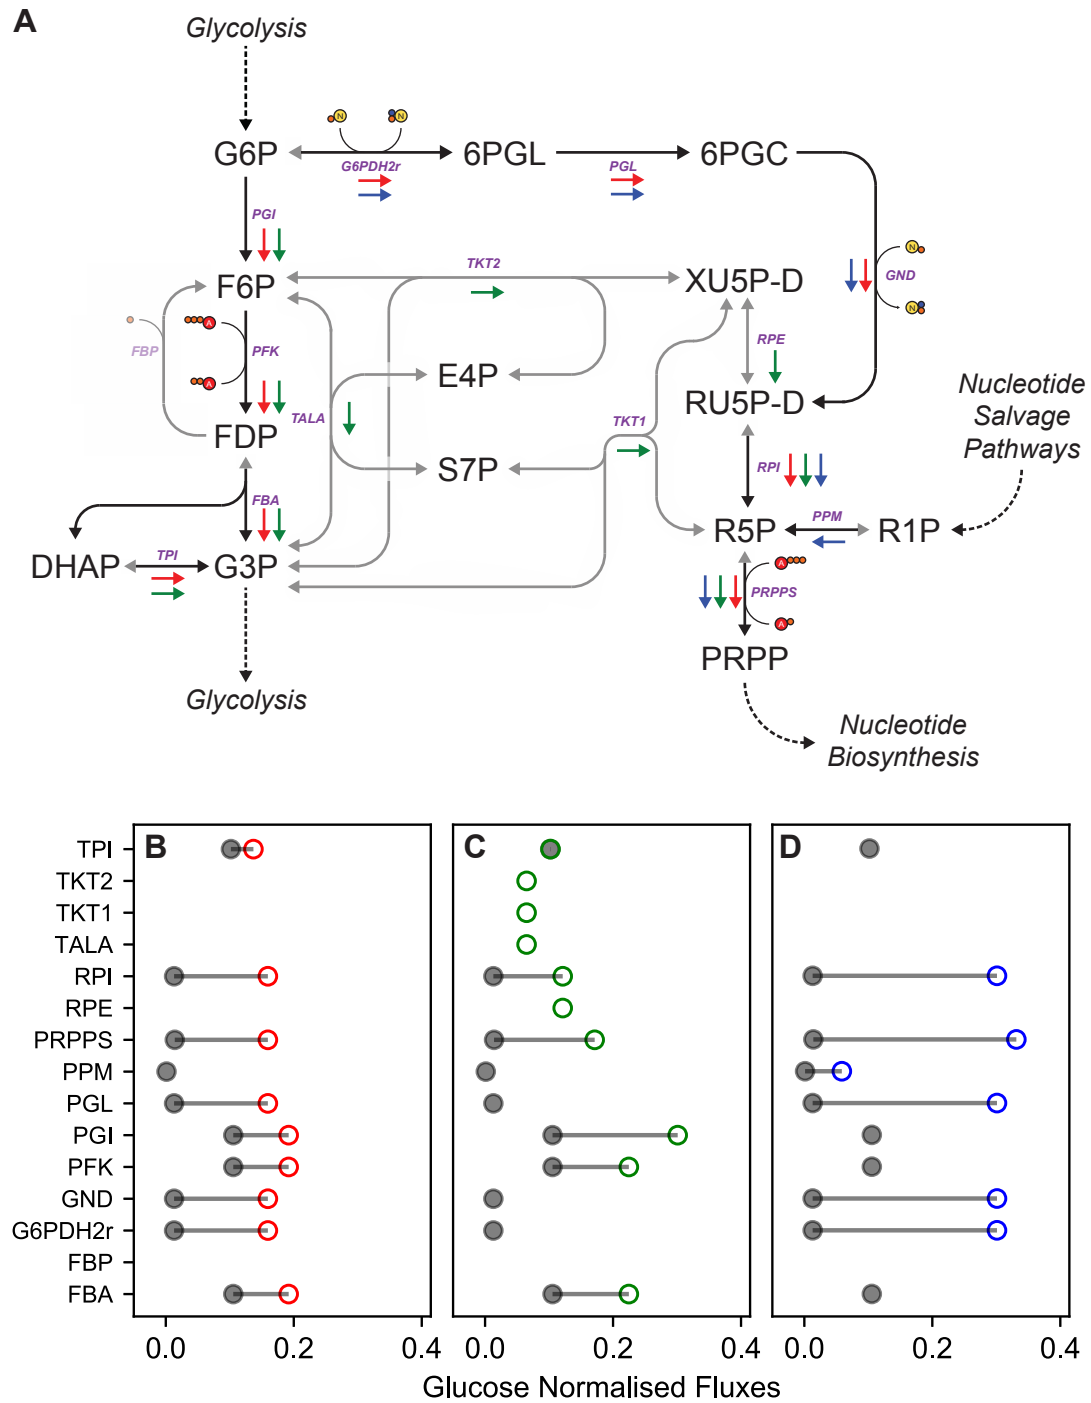 A
Glycolysis
G6P
G6PDH2r
N
N
6PGL
PGL
6PGC
PGI
TKT2
N
GND
N
F6P
XU5P-D
FBP
A
PFK
A
RPE
E4P
RU5P-D
Nucleotide
Salvage
Pathways
FDP
TALA
TKT1
S7P
RPI
FBA
PPM
DHAP
TPI
G3P
R5P
R1P
A
PRPPS
A
PRPP
Glycolysis
Nucleotide
Biosynthesis
B
C
D
TPI
TKT2
TKT1
TALA
RPI
RPE
PRPPS
PPM
PGL
PGI
PFK
GND
G6PDH2r
FBP
FBA
0.0 0.2 0.4
0.0 0.2 0.4
0.0 0.2 0.4
Glucose Normalised Fluxes